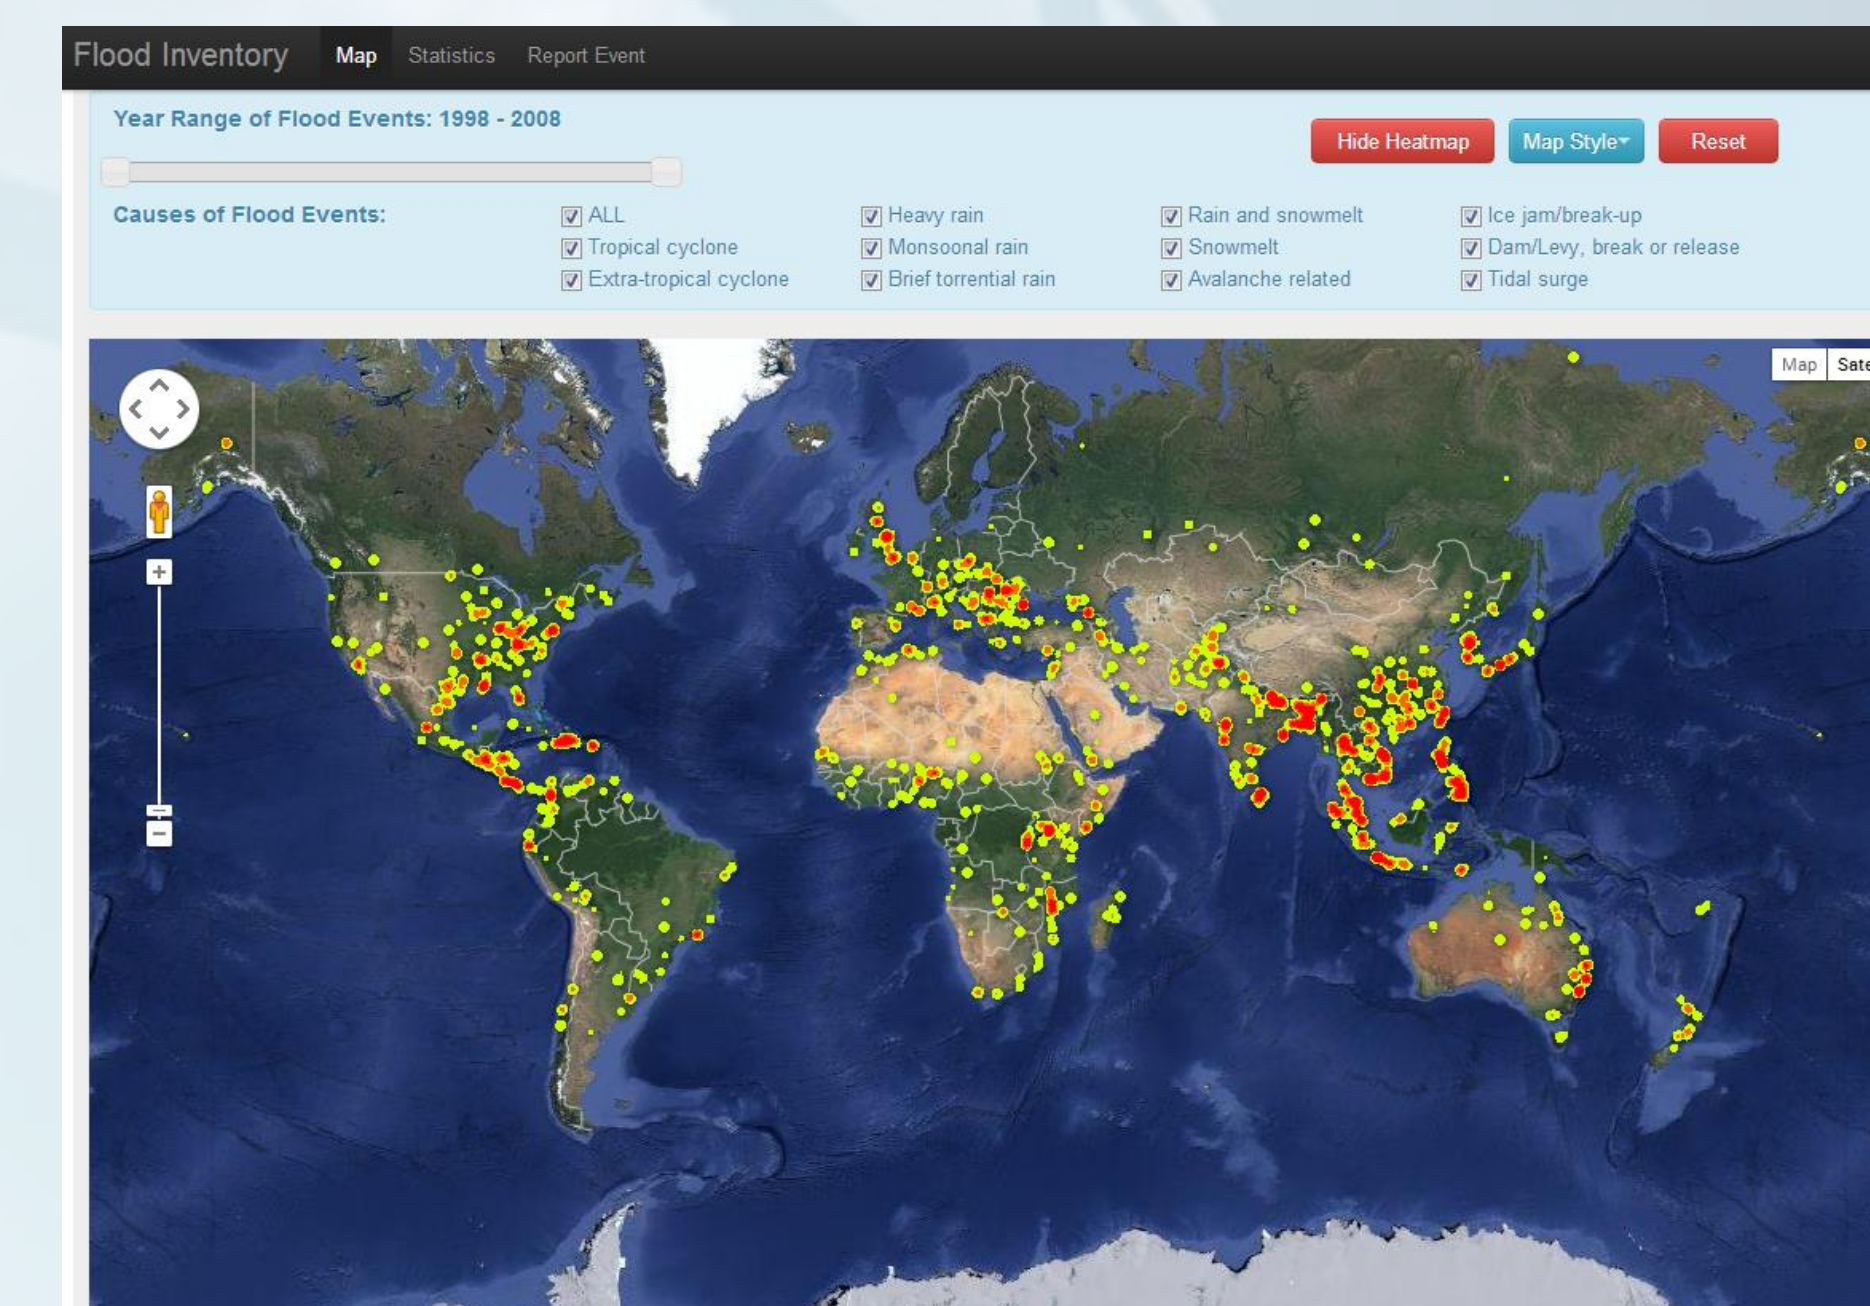 Flood Inventory Map Statistics Report Event
Year Range of Flood Events: 1998 - 2008
Hide Heatmap Map Style Reset
Causes of Flood Events: ALL Heavy rain Rain and snowmelt Ice jam/break-up
Tropical cyclone Monsoonal rain Snowmelt Dam/Levy, break or release
Extra-tropical cyclone Brief torrential rain Avalanche related Tidal surge
Map Sate